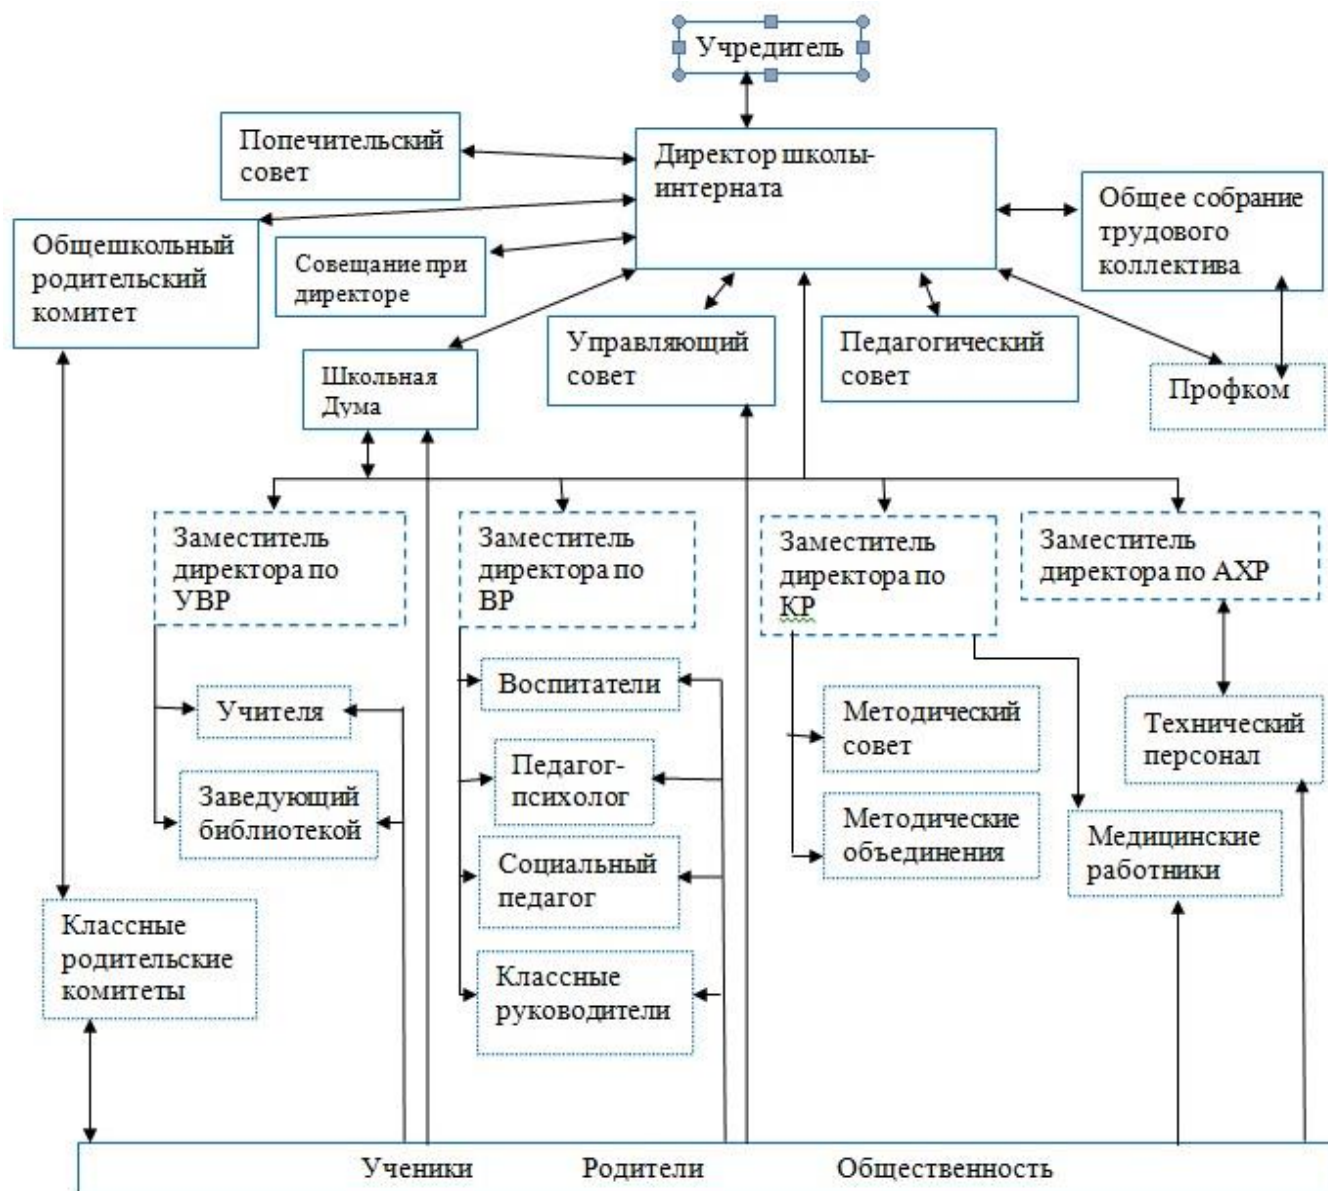 Учредитель
Попечительский
совет
Директор школы-
интерната
Общее собрание
трудового
коллектива
Общешкольный
родительский
комитет
Совещание при
директоре
Управляющий
совет
Педагогический
совет
Школьная
Дума
Профком
Заместитель
директора по
УВР
Заместитель
директора по
ВР
Заместитель
директора по
КР
Заместитель
директора по АХР
Воспитатели
Учителя
Методический
совет
Технический
персонал
Педагог-
психолог
Заведующий
библиотекой
Методические
объединения
Медицинские
работники
Социальный
педагог
Классные
родительские
комитеты
Классные
руководители
Ученики Родители Общественность